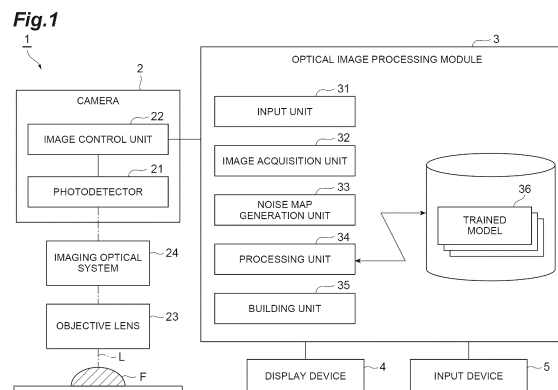 Fig.1
1
3
OPTICAL IMAGE PROCESSING MODULE
2
CAMERA
22
IMAGE CONTROL UNIT
21
PHOTODETECTOR
IMAGING OPTICAL
SYSTEM
24
OBJECTIVE LENS
23
L
F
31
INPUT UNIT
32
IMAGE ACQUISITION UNIT
33
NOISE MAP
GENERATION UNIT
34
PROCESSING UNIT
35
BUILDING UNIT
36
TRAINED
MODEL
DISPLAY DEVICE
4
INPUT DEVICE
5